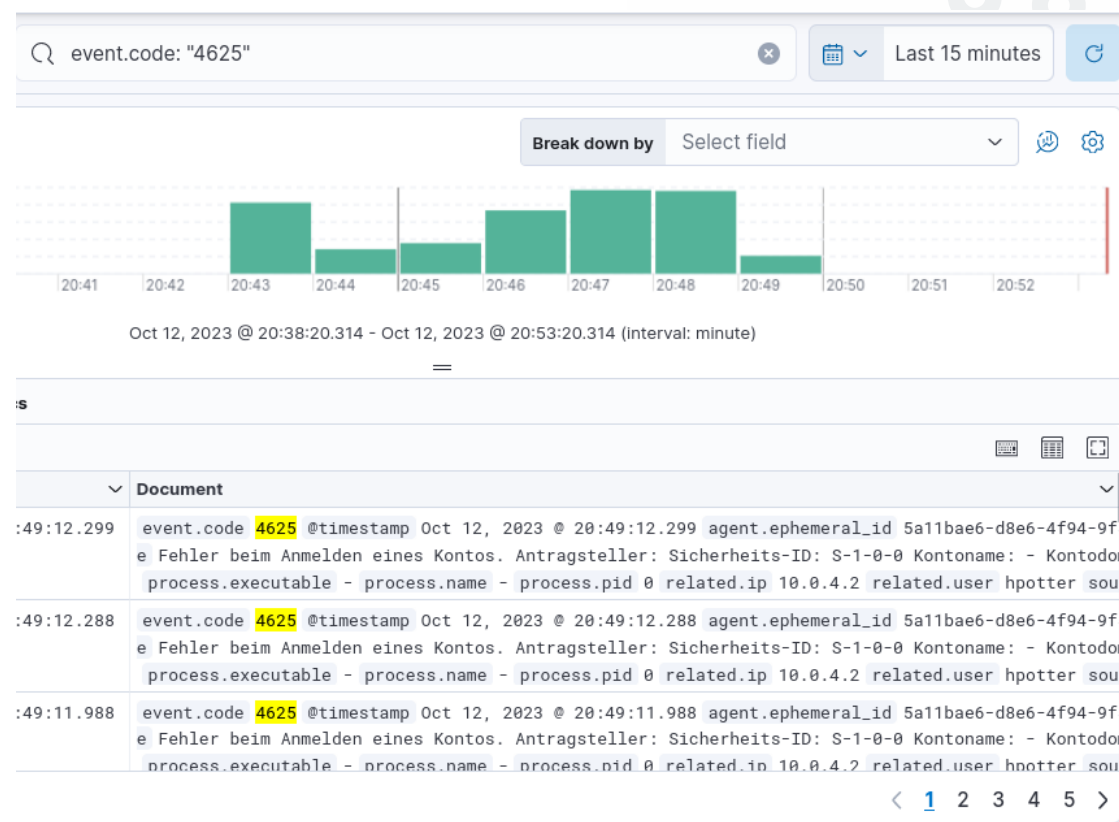 event.code: "4625"
Last 15 minutes
Break down by Select field
20:41 20:42 20:43 20:44 20:45 20:46 20:47 20:48 20:49 20:50 20:51 20:52
Oct 12, 2023 @ 20:38:20.314 - Oct 12, 2023 @ 20:53:20.314 (interval: minute)
Document
:49:12.299 event.code 4625 @timestamp Oct 12, 2023 @ 20:49:12.299 agent.ephemeral_id 5a11bae6-d8e6-4f94-9f
e Fehler beim Anmelden eines Kontos. Antragsteller: Sicherheits-ID: S-1-0-0 Kontoname: - Kontodo
process.executable - process.name - process.pid 0 related.ip 10.0.4.2 related.user hpotter sou
:49:12.288 event.code 4625 @timestamp Oct 12, 2023 @ 20:49:12.288 agent.ephemeral_id 5a11bae6-d8e6-4f94-9f
e Fehler beim Anmelden eines Kontos. Antragsteller: Sicherheits-ID: S-1-0-0 Kontoname: - Kontodo
process.executable - process.name - process.pid 0 related.ip 10.0.4.2 related.user hpotter sou
:49:11.988 event.code 4625 @timestamp Oct 12, 2023 @ 20:49:11.988 agent.ephemeral_id 5a11bae6-d8e6-4f94-9f
e Fehler beim Anmelden eines Kontos. Antragsteller: Sicherheits-ID: S-1-0-0 Kontoname: - Kontodo
process.executable - process.name - process.pid 0 related.ip 10.0.4.2 related.user hpotter sou
1 2 3 4 5